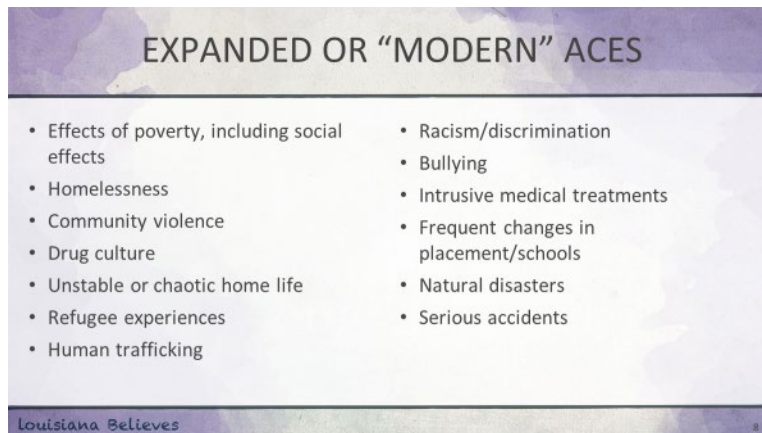 EXPANDED OR “MODERN” ACES
• Effects of poverty, including social
effects
• Homelessness
• Community violence
• Drug culture
• Unstable or chaotic home life
• Refugee experiences
• Human trafficking
• Racism/discrimination
• Bullying
• Intrusive medical treatments
• Frequent changes in
placement/schools
• Natural disasters
• Serious accidents
Louisiana Believes
8